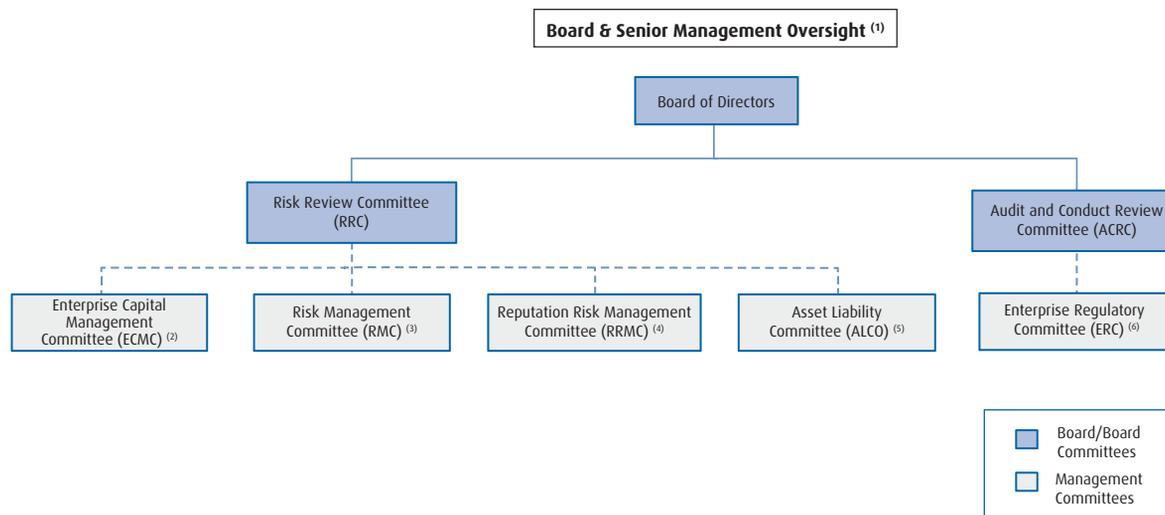 Board & Senior Management Oversight (1)
Board of Directors
Risk Review Committee
(RRC)
Audit and Conduct Review
Committee (ACRC)
Enterprise Capital
Management
Committee (ECMC) (2)
Risk Management
Committee (RMC) (3)
Reputation Risk Management
Committee (RRMC) (4)
Asset Liability
Committee (ALCO) (5)
Enterprise Regulatory
Committee (ERC) (6)
Board/Board
Committees
Management
Committees